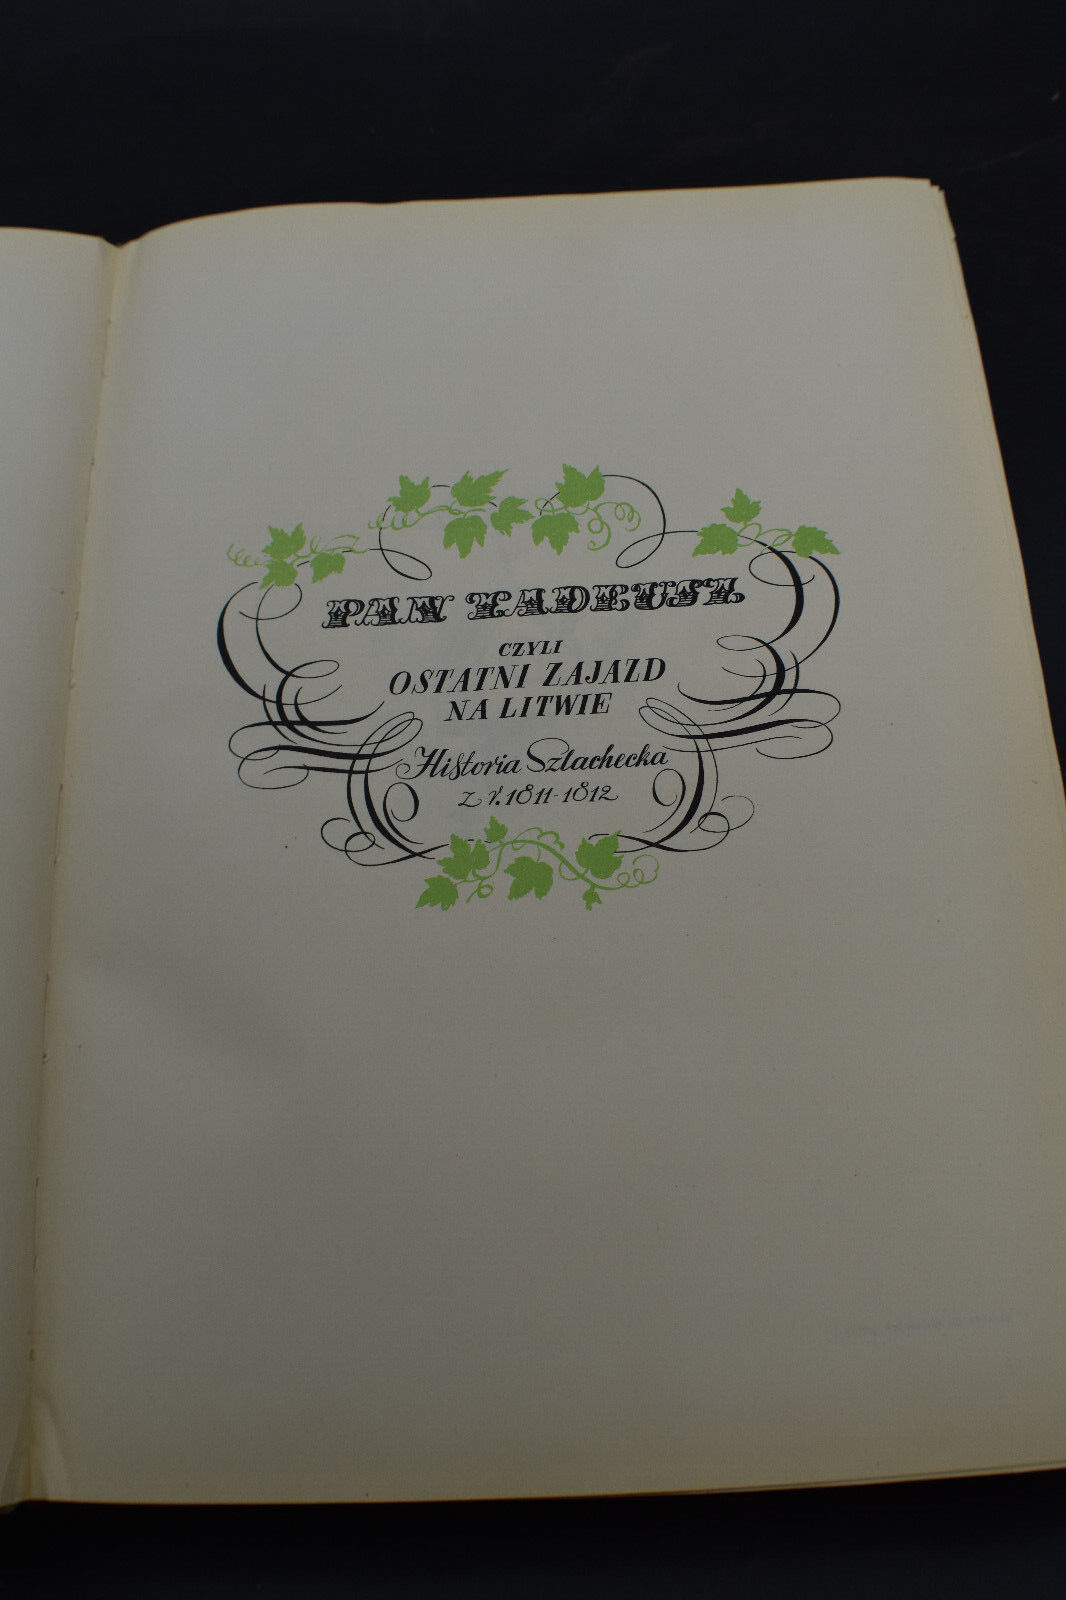 PAN TADEUSZ
CZYLI
OSTATNI ZAJAZD
NA LITWIE
Historia Szlachecka
z r. 1811-1812